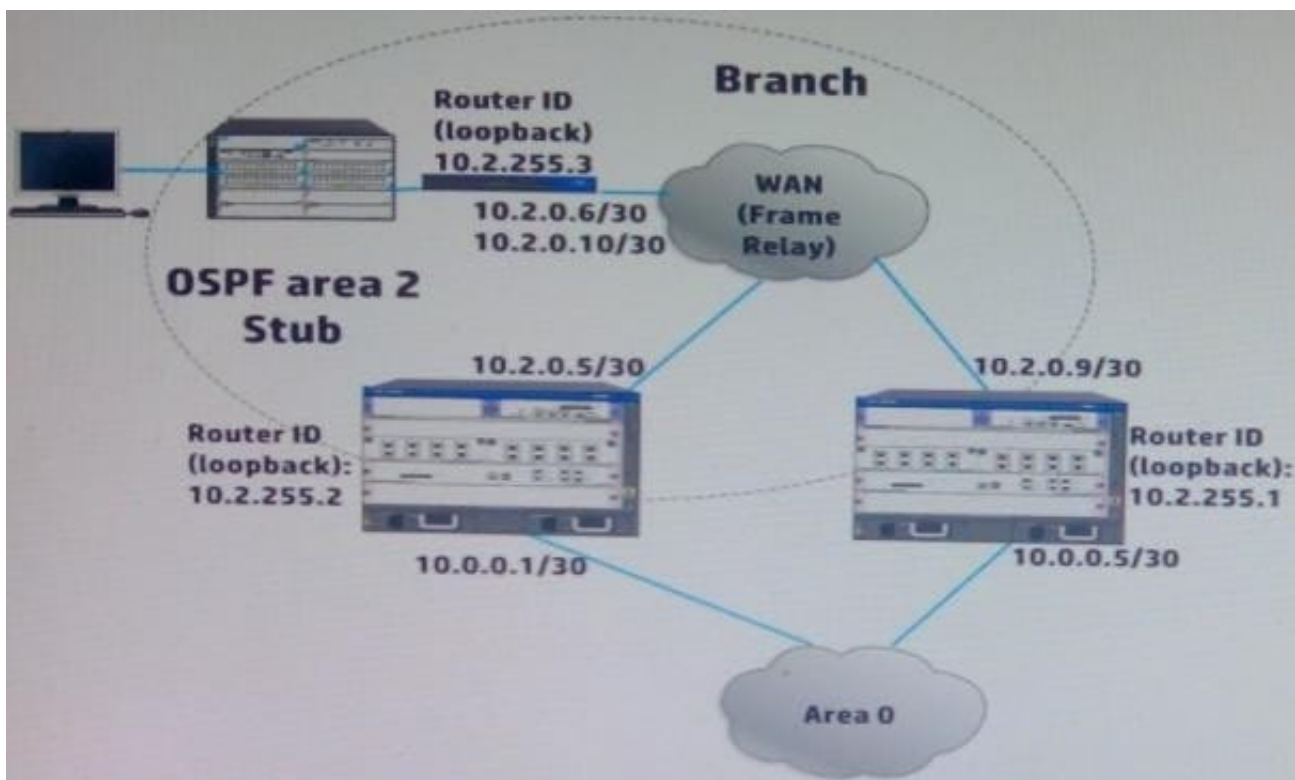 Branch
Router ID
(loopback)
10.2.255.3
WAN
(Frame
Relay)
10.2.0.6/30
10.2.0.10/30
OSPF area 2
Stub
10.2.0.5/30
10.2.0.9/30
Router ID
(loopback):
10.2.255.2
Router ID
(loopback):
10.2.255.1
10.0.0.1/30
10.0.0.5/30
Area 0